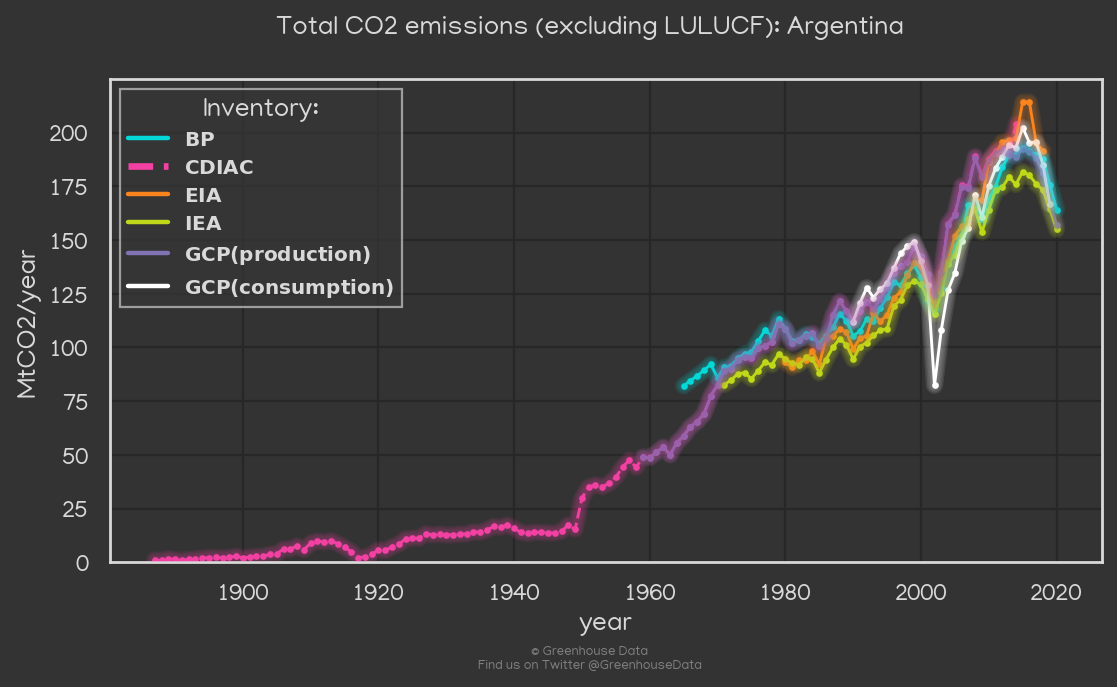 Total CO2 emissions (excluding LULUCF): Argentina
Inventory:
BP
CDIAC
EIA
IEA
GCP(production)
GCP(consumption)
MtCO2/year
200
175
150
125
100
75
50
25
0
1900 1920 1940 1960 1980 2000 2020
year
© Greenhouse Data
Find us on Twitter @GreenhouseData